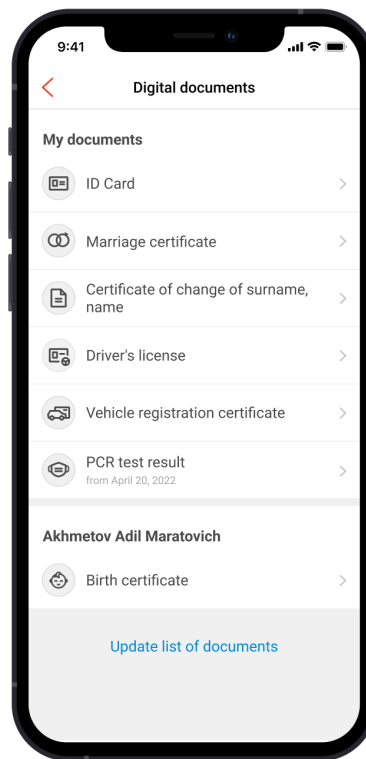 9:41
Digital documents
My documents
ID Card
Marriage certificate
Certificate of change of surname,
name
Driver's license
Vehicle registration certificate
PCR test result
from April 20, 2022
Akhmetov Adil Maratovich
Birth certificate
Update list of documents